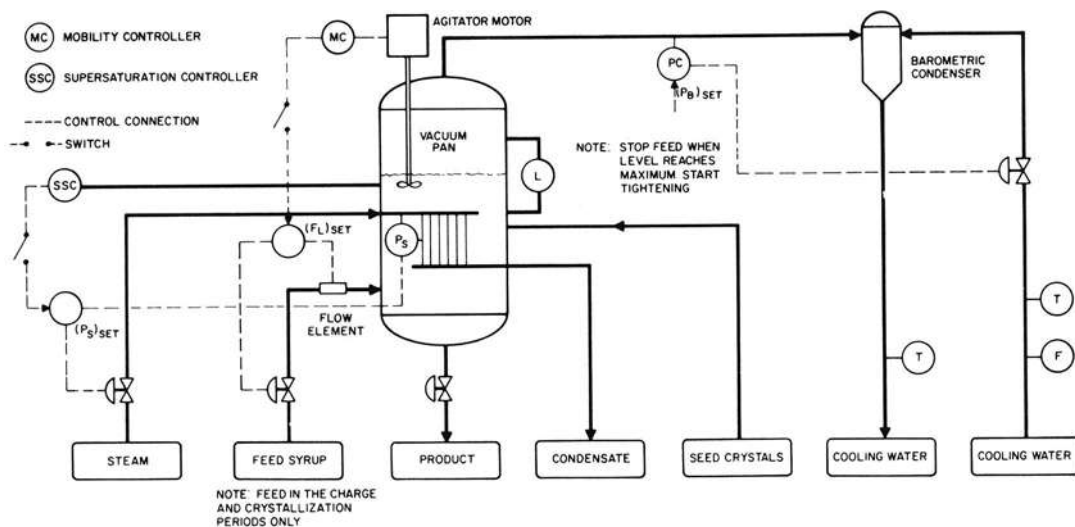 AGITATOR MOTOR
MC MOBILITY CONTROLLER
MC
SSC SUPERSATURATION CONTROLLER
PC
BAROMETRIC
CONDENSER
(PB)SET
CONTROL CONNECTION
SWITCH
VACUUM
PAN
NOTE: STOP FEED WHEN
LEVEL REACHES
MAXIMUM START
TIGHTENING
L
SSC
(FL)SET
PS
(PS)SET
FLOW
ELEMENT
T
T
F
STEAM
FEED SYRUP
PRODUCT
CONDENSATE
SEED CRYSTALS
COOLING WATER
COOLING WATER
NOTE: FEED IN THE CHARGE
AND CRYSTALLIZATION
PERIODS ONLY